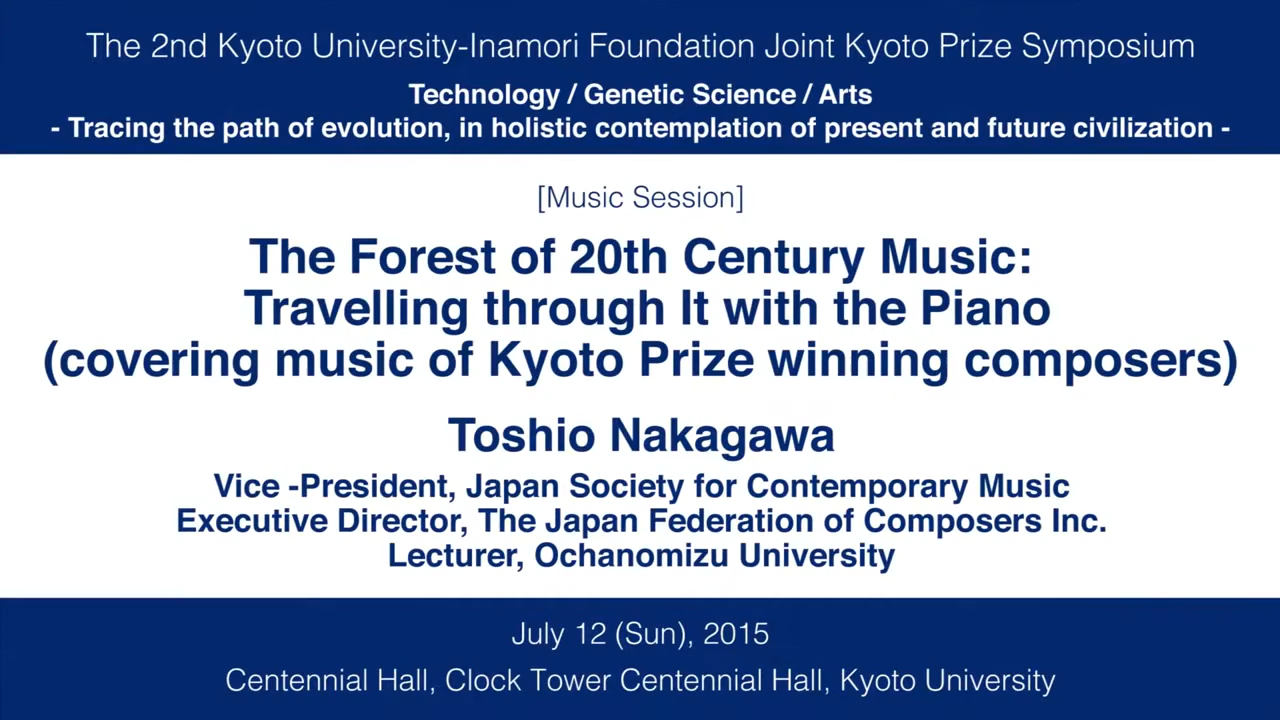 The 2nd Kyoto University-Inamori Foundation Joint Kyoto Prize Symposium
Technology / Genetic Science / Arts
- Tracing the path of evolution, in holistic contemplation of present and future civilization -
[Music Session]
The Forest of 20th Century Music:
Travelling through It with the Piano
(covering music of Kyoto Prize winning composers)
Toshio Nakagawa
Vice -President, Japan Society for Contemporary Music
Executive Director, The Japan Federation of Composers Inc.
Lecturer, Ochanomizu University
July 12 (Sun), 2015
Centennial Hall, Clock Tower Centennial Hall, Kyoto University